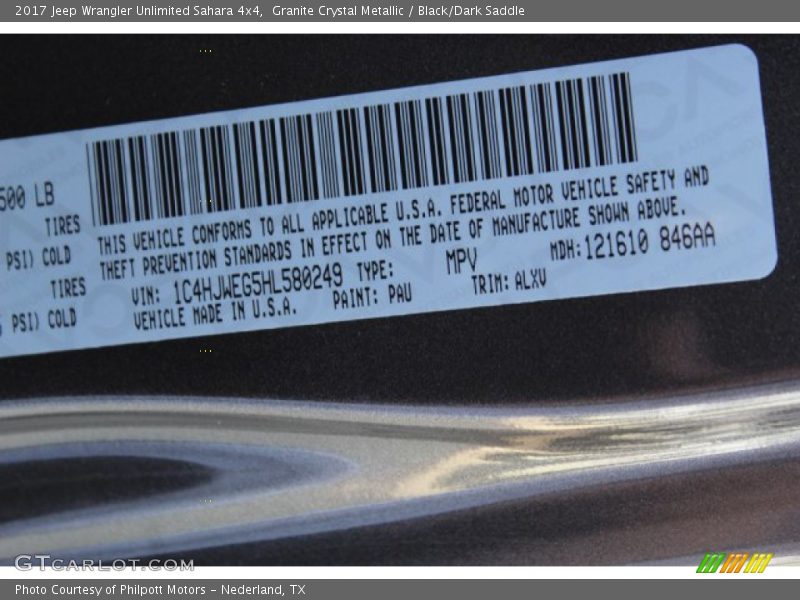 2017 Jeep Wrangler Unlimited Sahara 4x4, Granite Crystal Metallic / Black/Dark Saddle
500 LB
TIRES
PSI) COLD
TIRES
PSI) COLD
THIS VEHICLE CONFORMS TO ALL APPLICABLE U.S.A. FEDERAL MOTOR VEHICLE SAFETY AND
THEFT PREVENTION STANDARDS IN EFFECT ON THE DATE OF MANUFACTURE SHOWN ABOVE.
VIN: 1C4HJWEG5HL580249 TYPE: MPV MDH:121610 846AA
VEHICLE MADE IN U.S.A. PAINT: PAU TRIM: ALXV
GTCARLOT.COM
Photo Courtesy of Philpott Motors - Nederland, TX